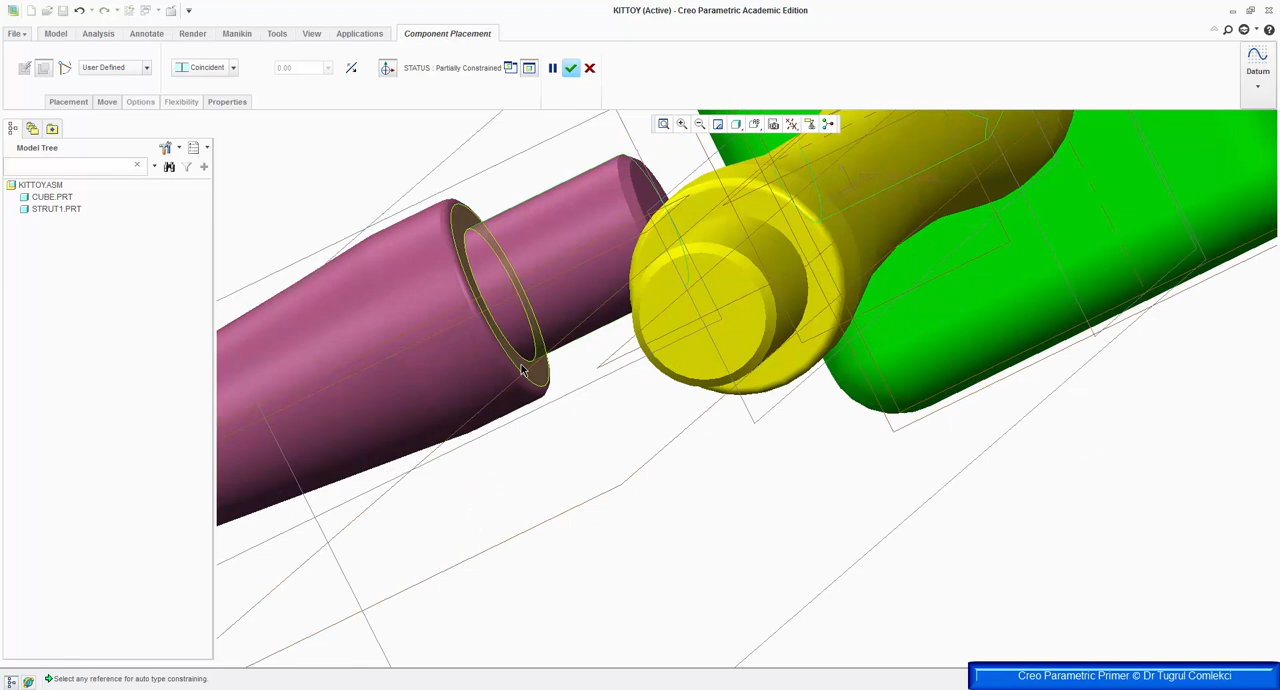 KITTOY (Active) - Creo Parametric Academic Edition
File
Model
Analysis
Annotate
Render
Manikin
Tools
View
Applications
Component Placement
User Defined
Coincident
0.00
STATUS : Partially Constrained
Datum
Placement
Move
Options
Flexibility
Properties
Model Tree
KITTOY.ASM
CUBE.PRT
STRUT1.PRT
Select any reference for auto type constraining.
Creo Parametric Primer © Dr Tugrul Comlekci